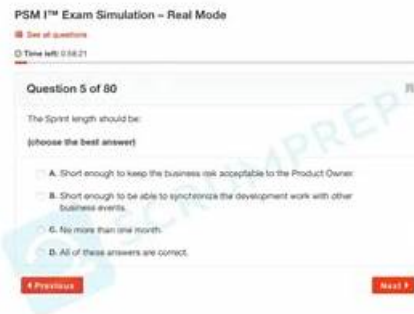 PSM I™ Exam Simulation – Real Mode
See all questions
Time left: 0:58:21
Question 5 of 80
The Sprint length should be:
(choose the best answer)
A. Short enough to keep the business risk acceptable to the Product Owner.
B. Short enough to be able to synchronize the development work with other
business events.
C. No more than one month.
D. All of these answers are correct.
Previous
Next
SCRUMPREP